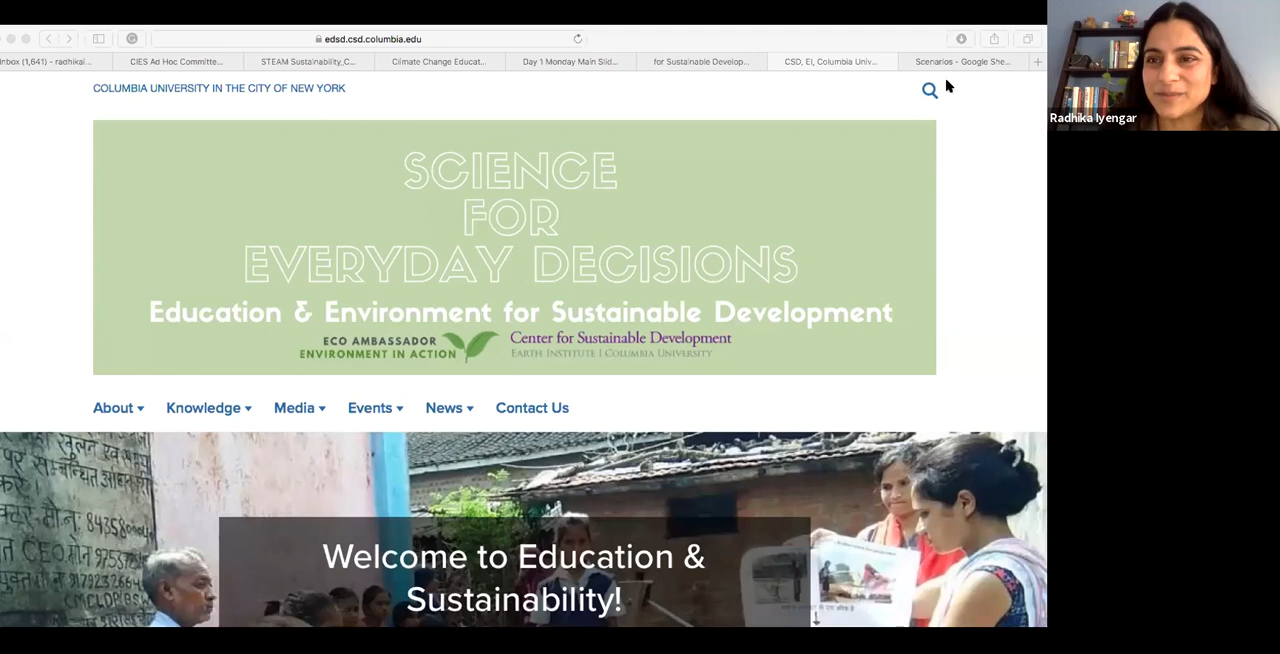 edsd.csd.columbia.edu
Inbox (1,641) - radhikai...
CIES Ad Hoc Committe...
STEAM Sustainability_C...
Climate Change Educat...
Day 1 Monday Main Slid...
for Sustainable Develop...
CSD, EI, Columbia Univ...
Scenarios - Google She...
COLUMBIA UNIVERSITY IN THE CITY OF NEW YORK
Radhika Iyengar
SCIENCE
FOR
EVERYDAY DECISIONS
Education & Environment for Sustainable Development
ECO AMBASSADOR
ENVIRONMENT IN ACTION
Center for Sustainable Development
EARTH INSTITUTE | COLUMBIA UNIVERSITY
About
Knowledge
Media
Events
News
Contact Us
Welcome to Education &
Sustainability!